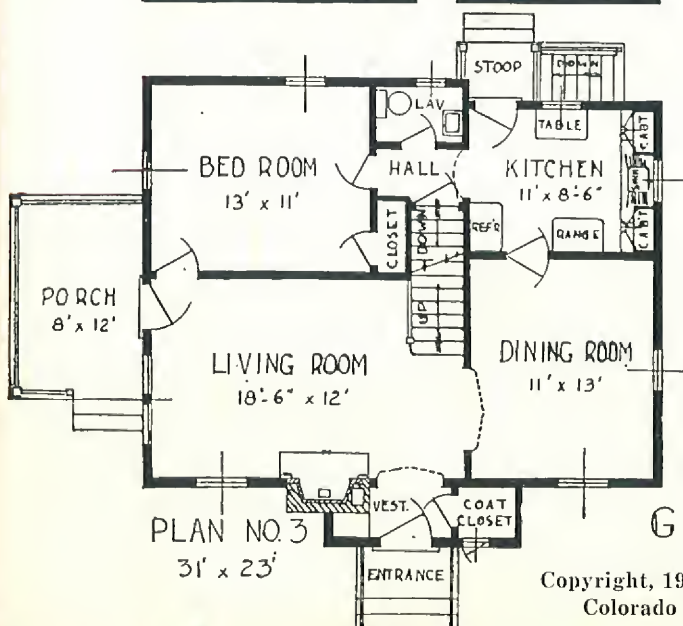 STOOP
DOWN
LAV
TABLE
CABT
BED ROOM
13' x 11'
HALL
KITCHEN
11' x 8'-6"
CLOSET
DOWN
REF'R
RANGE
CABT
PORCH
8' x 12'
UP
LIVING ROOM
18'-6" x 12'
DINING ROOM
11' x 13'
VEST.
COAT
CLOSET
PLAN NO. 3
31' x 23'
G
ENTRANCE
Copyright, 19
Colorado